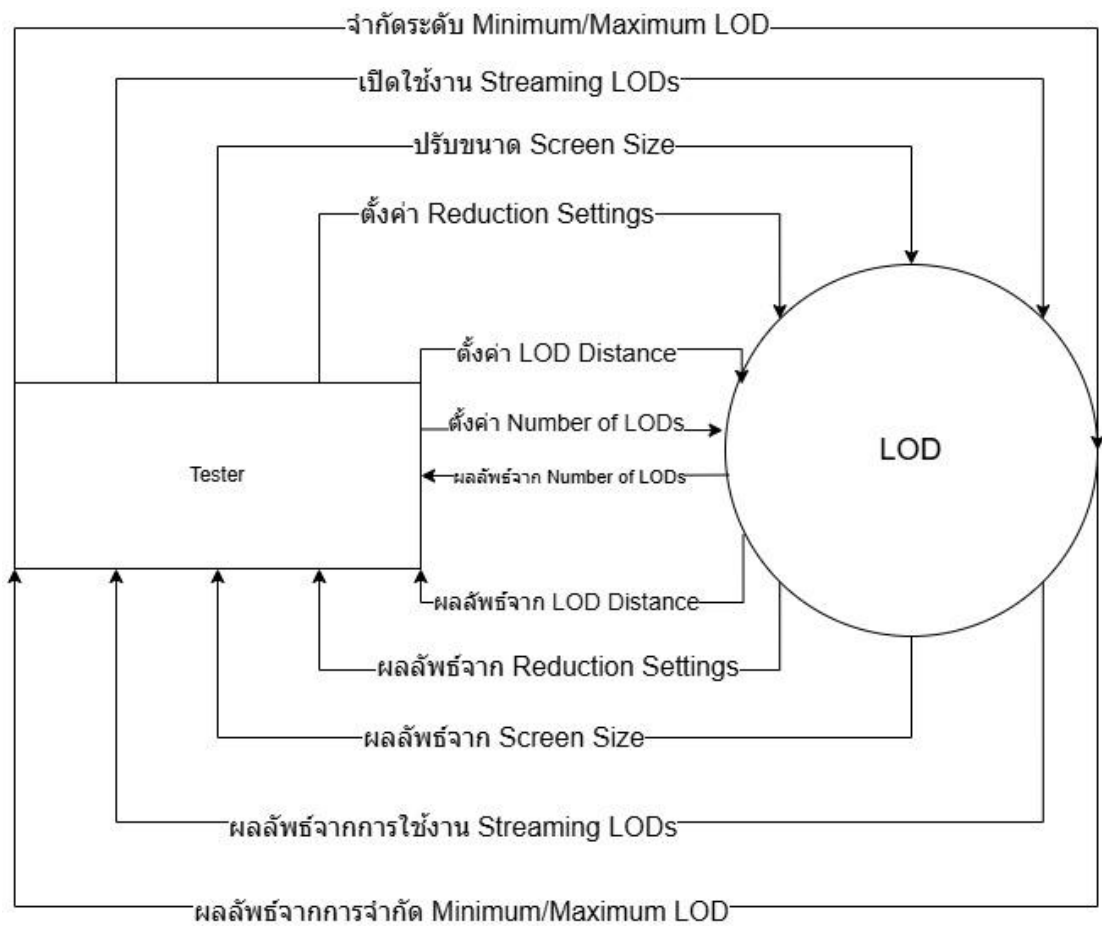 จำกัดระดับ Minimum/Maximum LOD
เปิดใช้งาน Streaming LODs
ปรับขนาด Screen Size
ตั้งค่า Reduction Settings
ตั้งค่า LOD Distance
ตั้งค่า Number of LODs
LOD
Tester
ผลลัพธ์จาก Number of LODs
ผลลัพธ์จาก LOD Distance
ผลลัพธ์จาก Reduction Settings
ผลลัพธ์จาก Screen Size
ผลลัพธ์จากการใช้งาน Streaming LODs
ผลลัพธ์จากการจำกัด Minimum/Maximum LOD